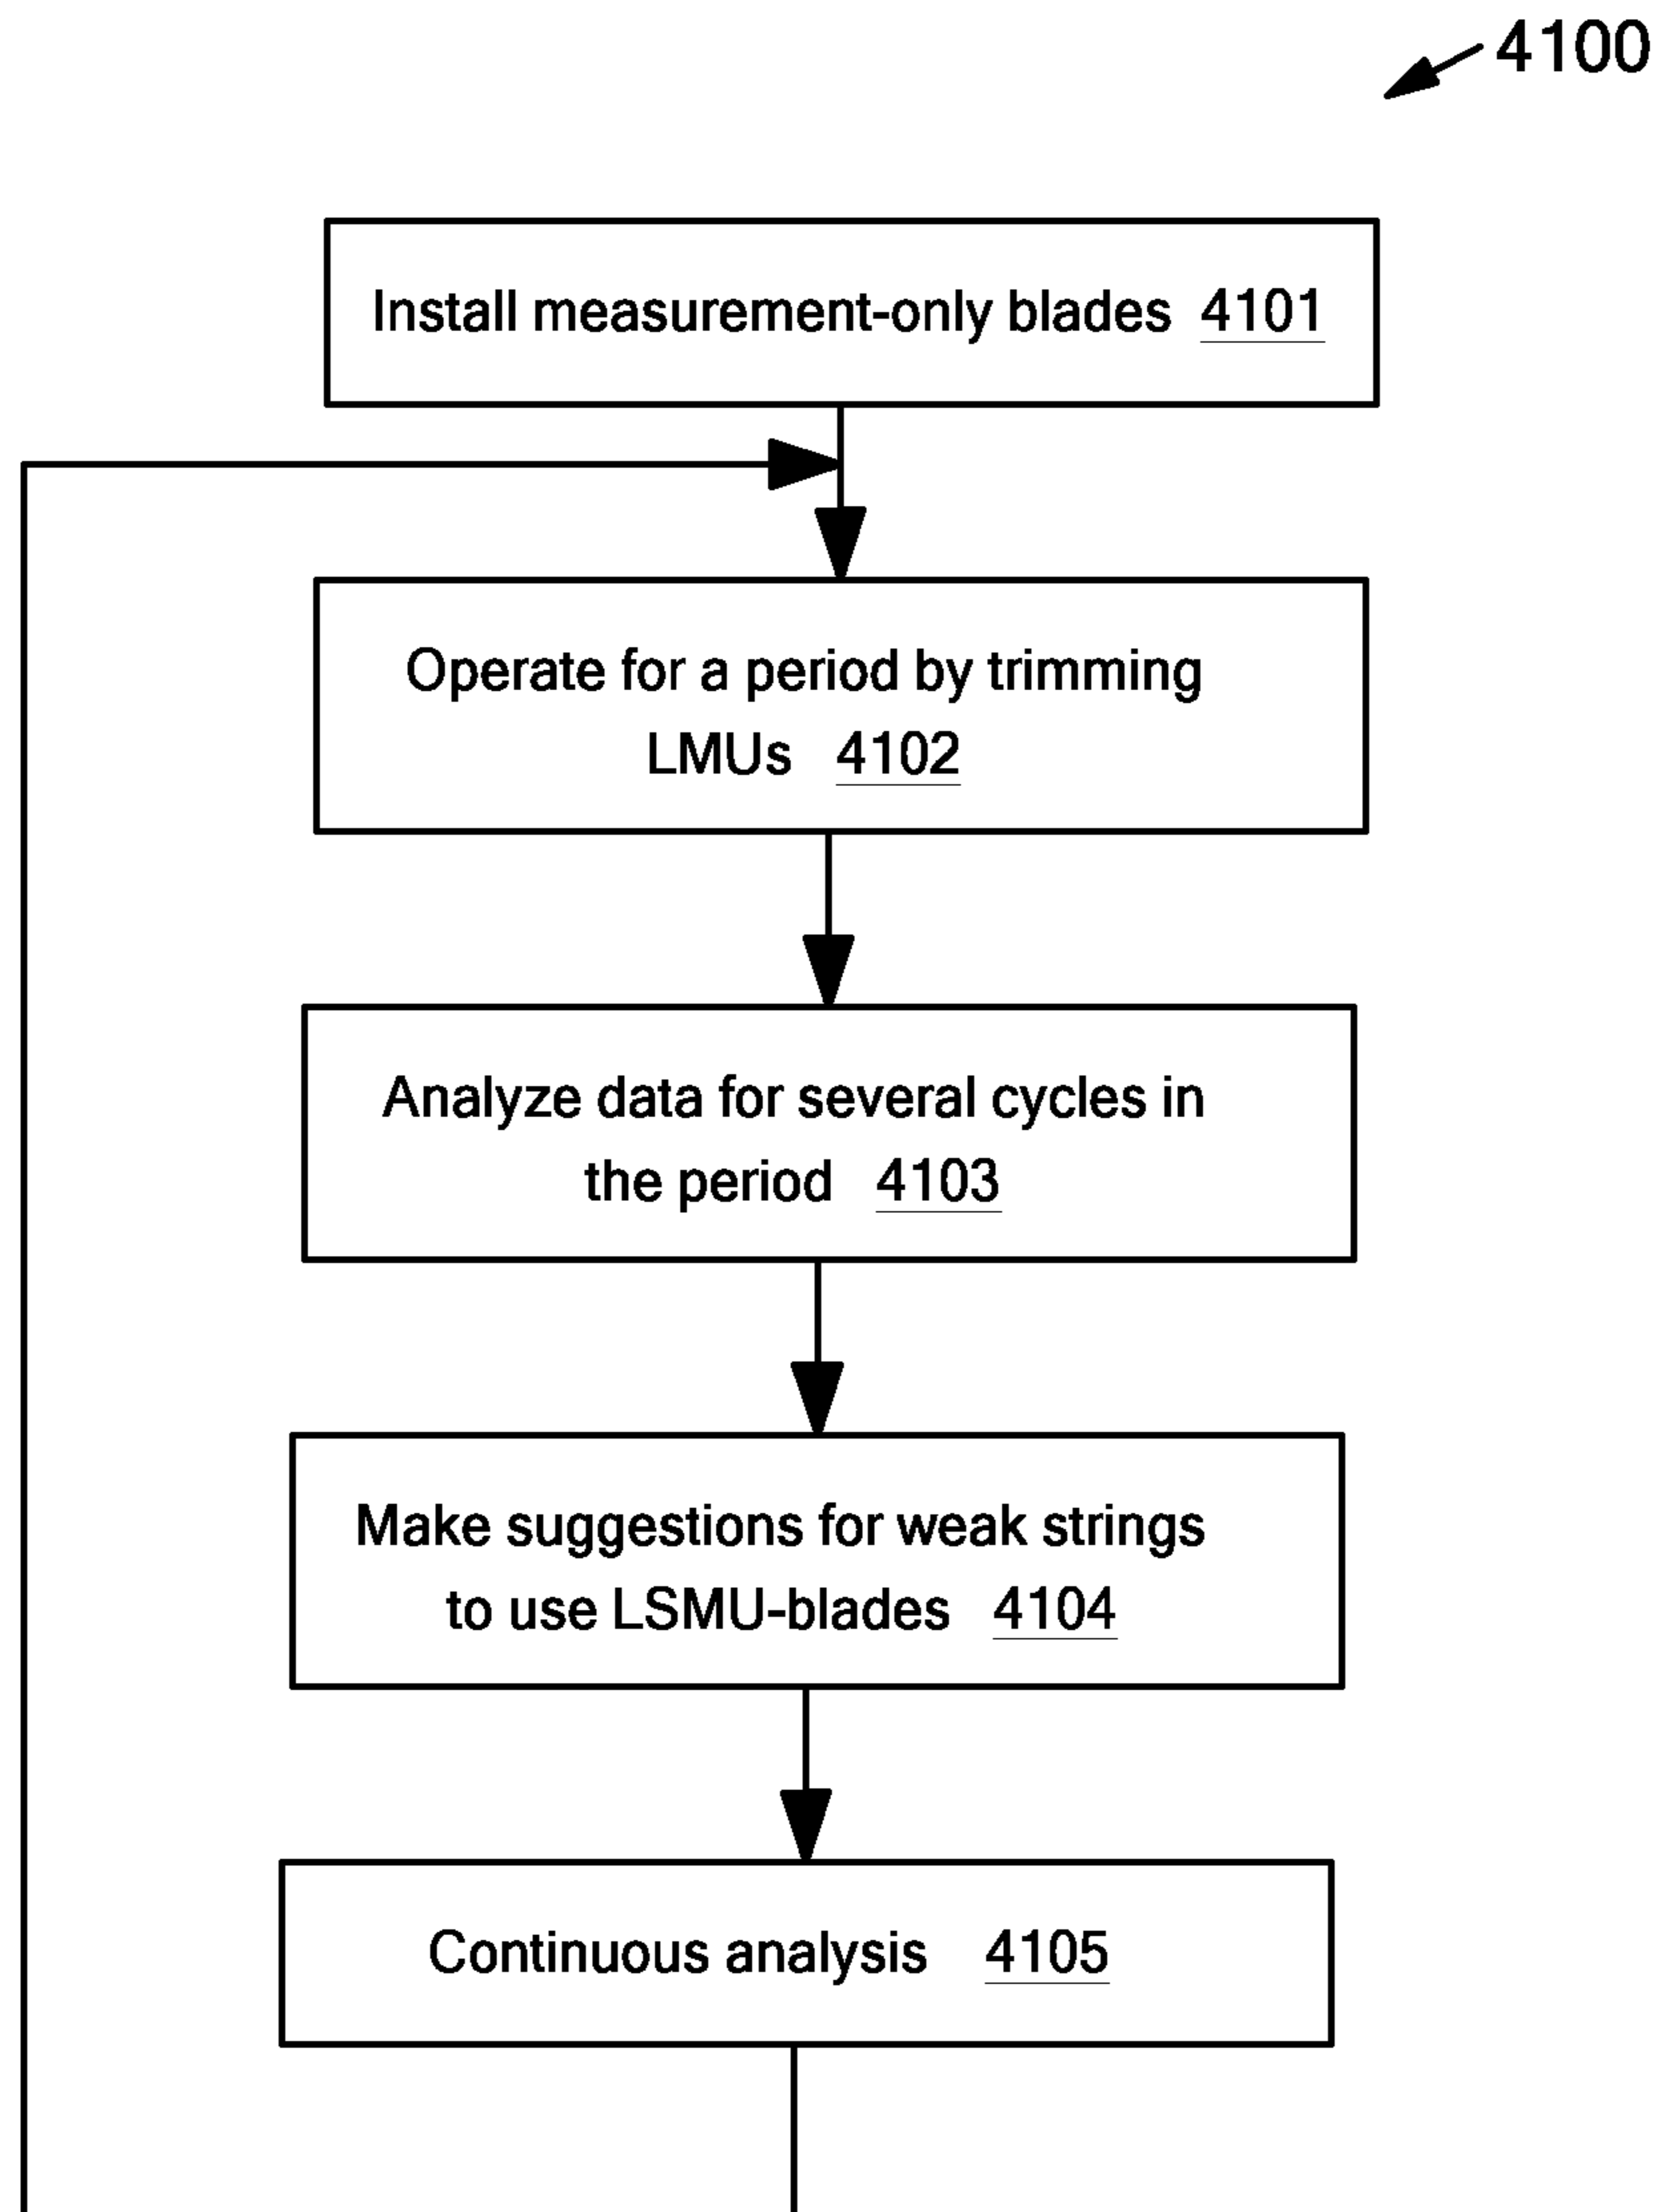 4100
Install measurement-only blades 4101
Operate for a period by trimming
LMUs 4102
Analyze data for several cycles in
the period 4103
Make suggestions for weak strings
to use LSMU-blades 4104
Continuous analysis 4105